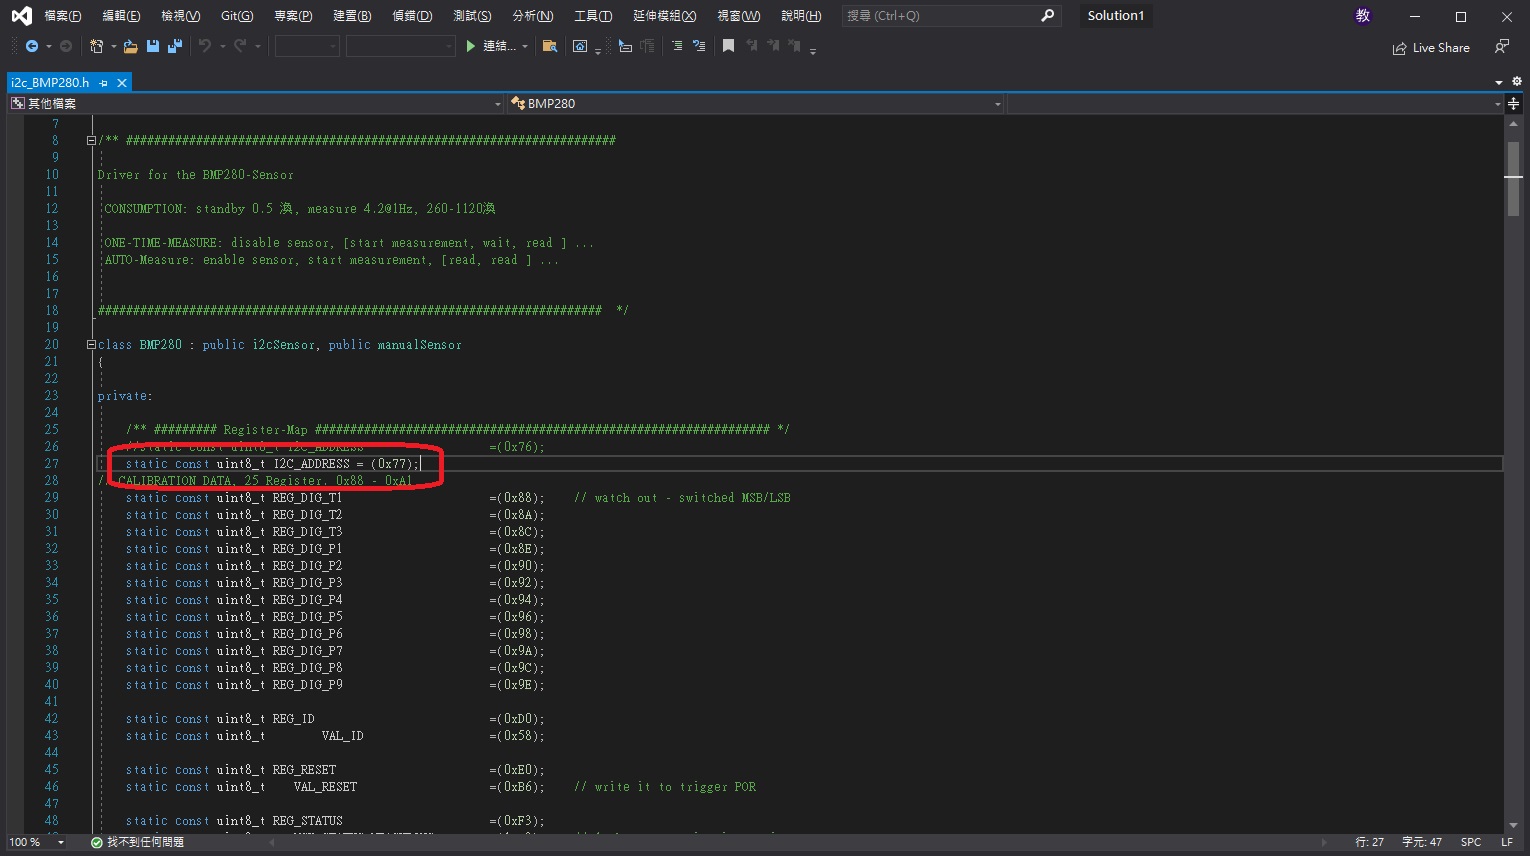 檔案(F) 編輯(E) 檢視(V) Git(G) 專案(P) 建置(B) 偵錯(D) 測試(S) 分析(N) 工具(T) 延伸模組(X) 視窗(W) 說明(H) 搜尋 (Ctrl+Q) Solution1 教
連結... Live Share
i2c_BMP280.h
其他檔案 BMP280
7
8 /** ######################################################################
9
10 Driver for the BMP280-Sensor
11
12 CONSUMPTION: standby 0.5 渙, measure 4.2@1Hz, 260-1120渙
13
14 ONE-TIME-MEASURE: disable sensor, [start measurement, wait, read ] ...
15 AUTO-Measure: enable sensor, start measurement, [read, read ] ...
16
17
18 ######################################################################## */
19
20 class BMP280 : public i2cSensor, public manualSensor
21 {
22
23 private:
24
25 /** ######### Register-Map ################################################################# */
26 //static const uint8_t I2C_ADDRESS =(0x76);
27 static const uint8_t I2C_ADDRESS = (0x77);
28 // CALIBRATION DATA, 25 Register, 0x88 - 0xA1
29 static const uint8_t REG_DIG_T1 =(0x88); // watch out - switched MSB/LSB
30 static const uint8_t REG_DIG_T2 =(0x8A);
31 static const uint8_t REG_DIG_T3 =(0x8C);
32 static const uint8_t REG_DIG_P1 =(0x8E);
33 static const uint8_t REG_DIG_P2 =(0x90);
34 static const uint8_t REG_DIG_P3 =(0x92);
35 static const uint8_t REG_DIG_P4 =(0x94);
36 static const uint8_t REG_DIG_P5 =(0x96);
37 static const uint8_t REG_DIG_P6 =(0x98);
38 static const uint8_t REG_DIG_P7 =(0x9A);
39 static const uint8_t REG_DIG_P8 =(0x9C);
40 static const uint8_t REG_DIG_P9 =(0x9E);
41
42 static const uint8_t REG_ID =(0xD0);
43 static const uint8_t VAL_ID =(0x58);
44
45 static const uint8_t REG_RESET =(0xE0);
46 static const uint8_t VAL_RESET =(0xB6); // write it to trigger POR
47
48 static const uint8_t REG_STATUS =(0xF3);
100 % 找不到任何問題 行: 27 字元: 47 SPC LF